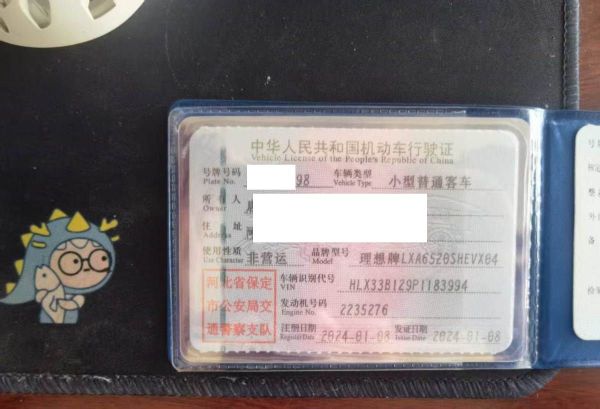 中华人民共和国机动车行驶证
Vehicle License of the People's Republic of China
号牌号码 98 车辆类型 小型普通客车
Plate No. Vehicle Type
所有人
Owner
住址
Address
使用性质 非营运 品牌型号 理想牌LXA6520SHEVX04
Use Character Model
河北省保定
市公安局交
通警察支队
车辆识别代号 HLX33B129P1183994
VIN
发动机号码 2235276
Engine No.
注册日期 2024-01-08 发证日期 2024-01-08
Register Date Issue Date